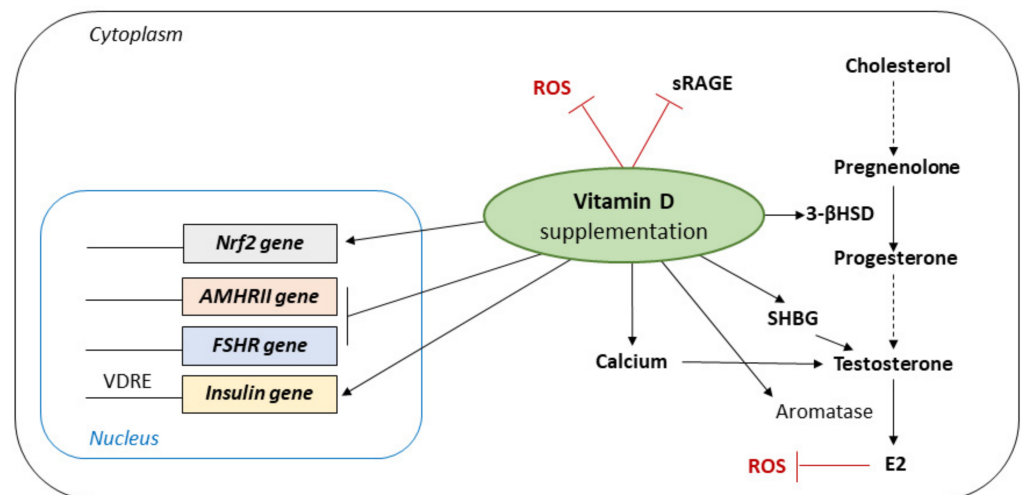 Cytoplasm
ROS
sRAGE
Cholesterol
Pregnenolone
Vitamin D
supplementation
3-βHSD
Nrf2 gene
Progesterone
AMHRII gene
SHBG
FSHR gene
Calcium
Testosterone
VDRE
Insulin gene
Aromatase
Nucleus
ROS
E2